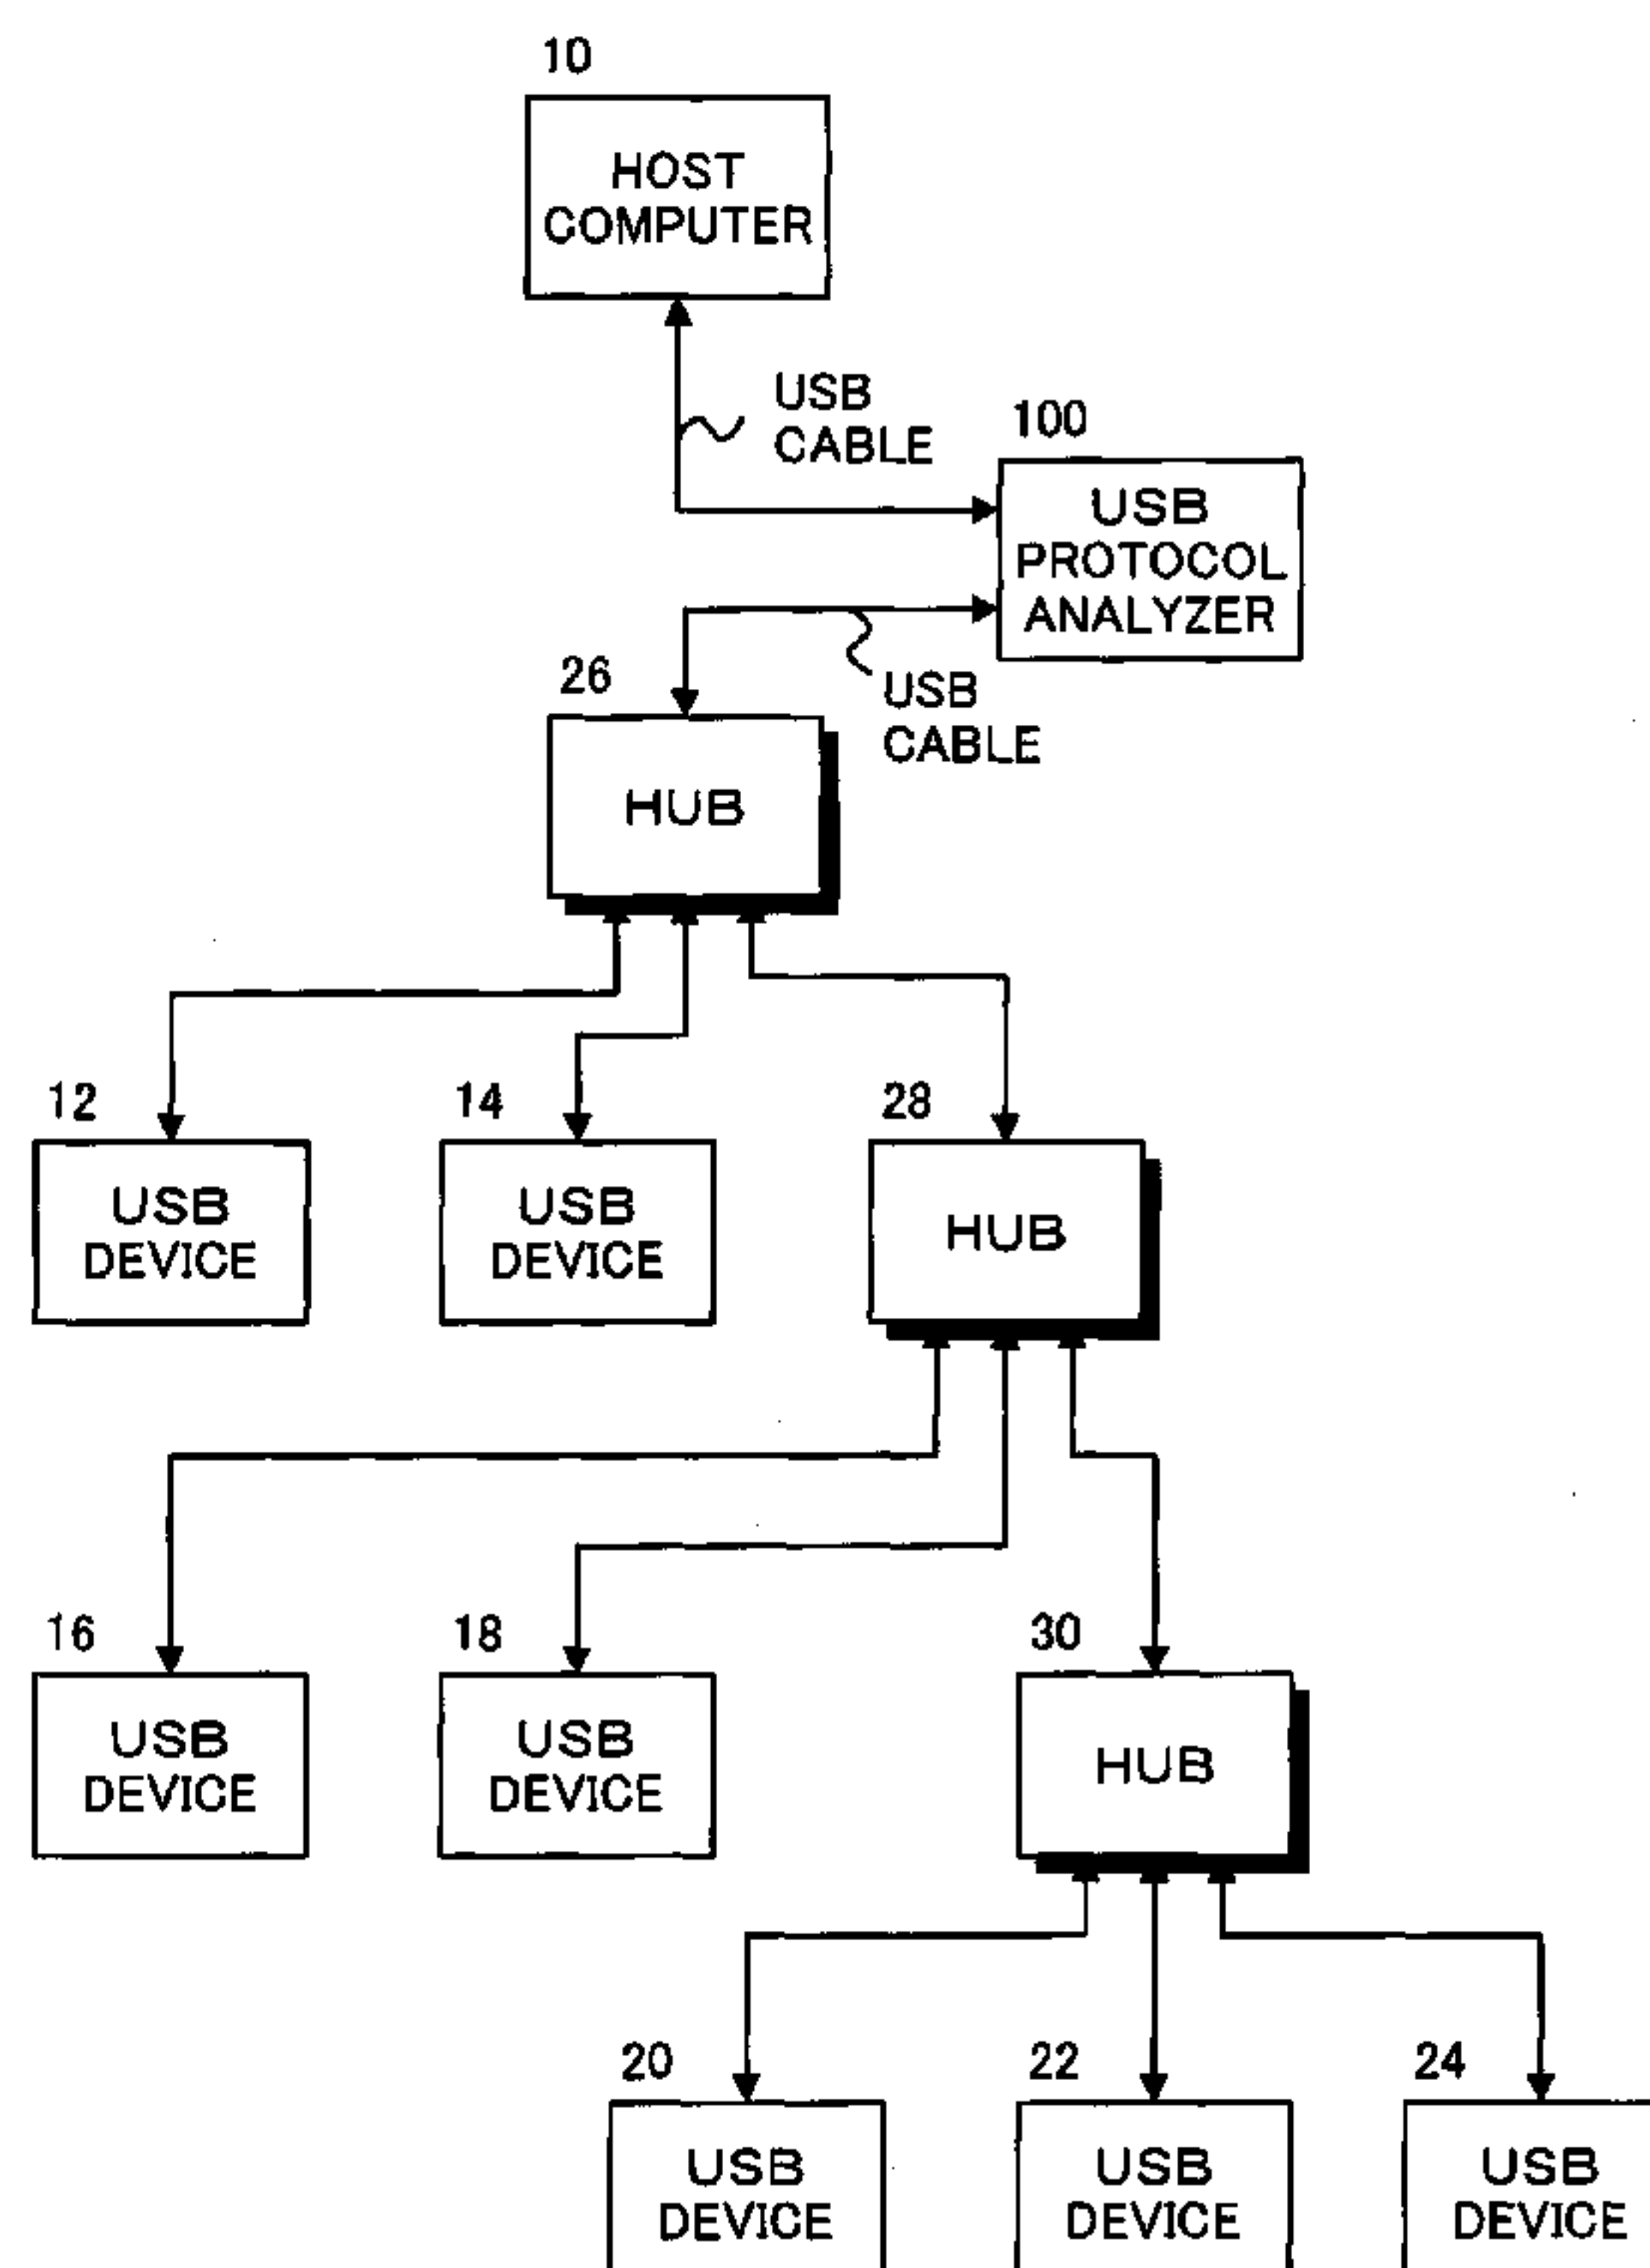 10
HOST
COMPUTER
USB
CABLE
100
USB
PROTOCOL
ANALYZER
26
USB
CABLE
HUB
12
14
28
USB
DEVICE
USB
DEVICE
HUB
16
18
30
USB
DEVICE
USB
DEVICE
HUB
20
22
24
USB
DEVICE
USB
DEVICE
USB
DEVICE